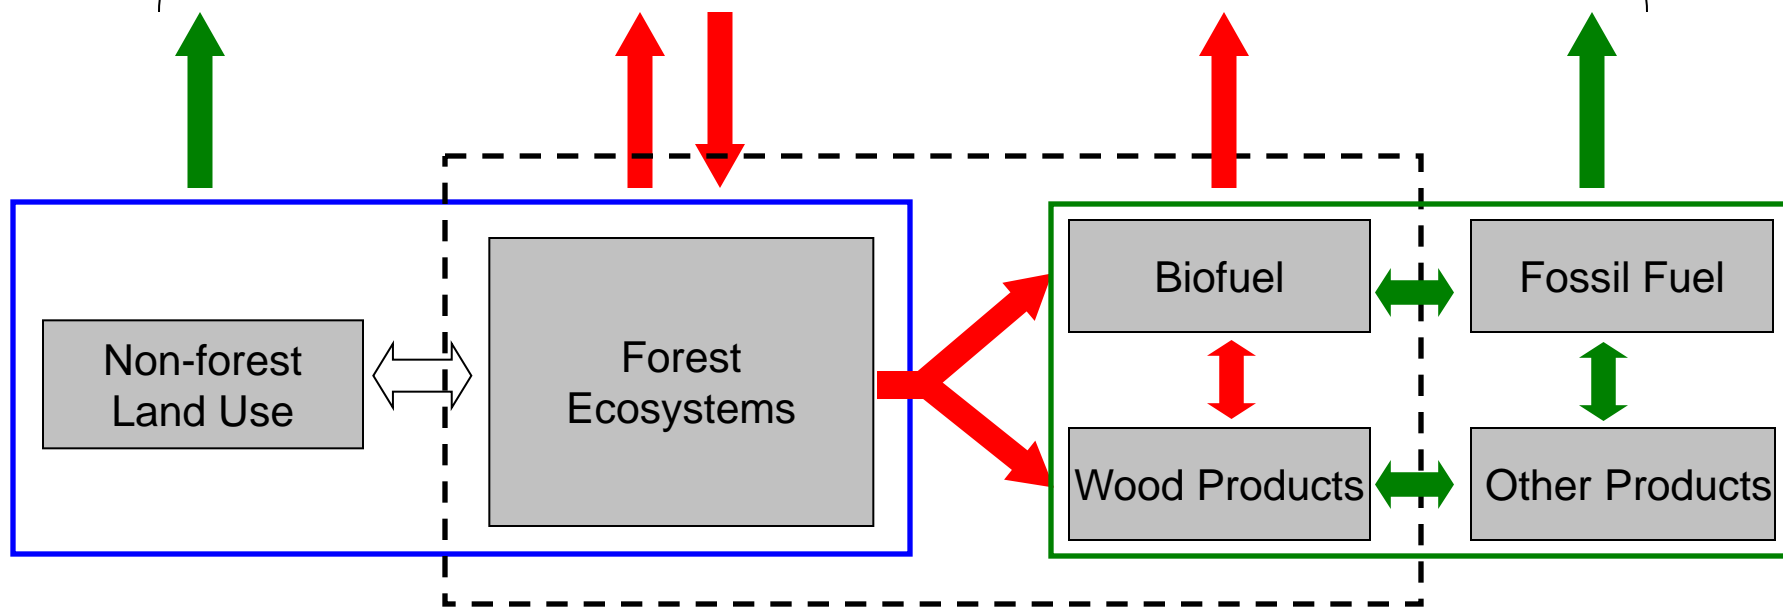 Non-forest
Land Use
Forest
Ecosystems
Biofuel
Fossil Fuel
Wood Products
Other Products